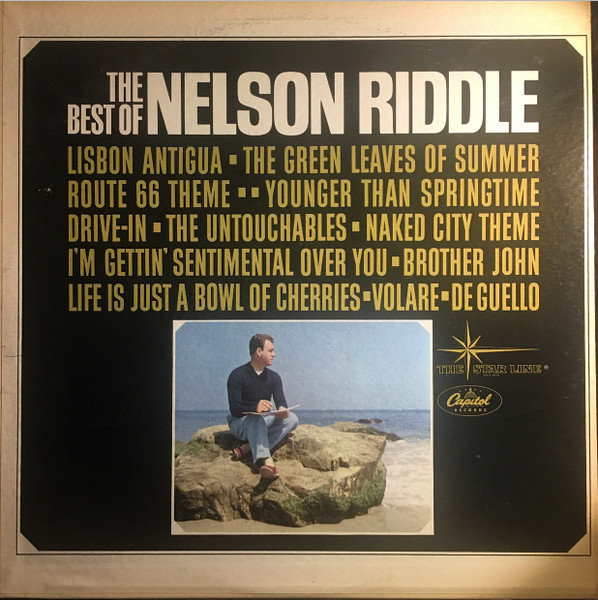 THE
BEST OF NELSON RIDDLE
LISBON ANTIGUA ▪ THE GREEN LEAVES OF SUMMER
ROUTE 66 THEME ▪ ▪ YOUNGER THAN SPRINGTIME
DRIVE-IN ▪ THE UNTOUCHABLES ▪ NAKED CITY THEME
I'M GETTIN' SENTIMENTAL OVER YOU ▪ BROTHER JOHN
LIFE IS JUST A BOWL OF CHERRIES ▪ VOLARE ▪ DE GUELLO
THE STAR LINE ®
Capitol
RECORDS